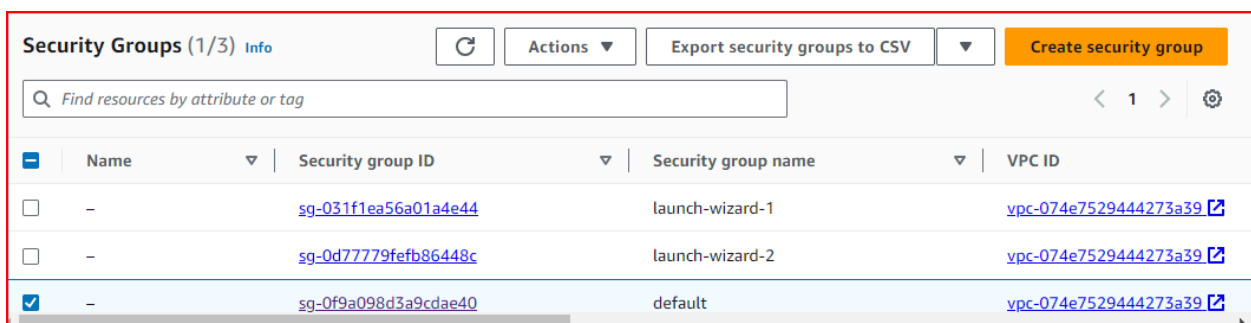 Security Groups (1/3) Info
Actions ▼ Export security groups to CSV ▼ Create security group
Find resources by attribute or tag
< 1 >
Name Security group ID Security group name VPC ID
– sg-031f1ea56a01a4e44 launch-wizard-1 vpc-074e7529444273a39
– sg-0d77779fefb86448c launch-wizard-2 vpc-074e7529444273a39
– sg-0f9a098d3a9cdae40 default vpc-074e7529444273a39